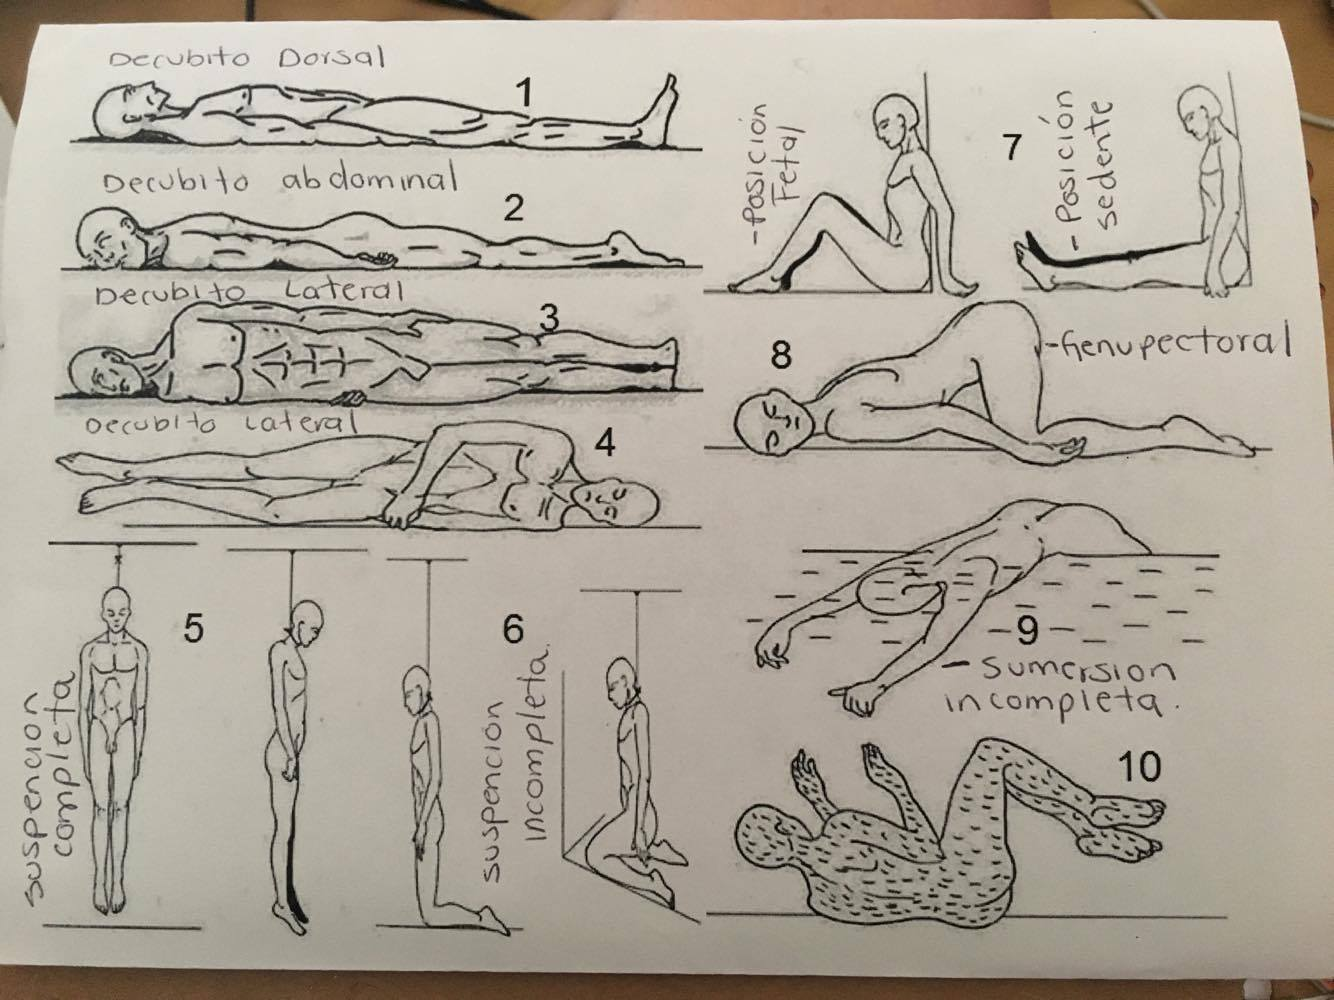 Decubito Dorsal
1
Decubito abdominal
2
Decubito Lateral
3
Decubito Lateral
4
5
suspencion
completa
6
suspención
incompleta.
-Posición
Fetal
7
- Posición
sedente
8
-Genupectoral
-9-
- sumersion
incompleta.
10